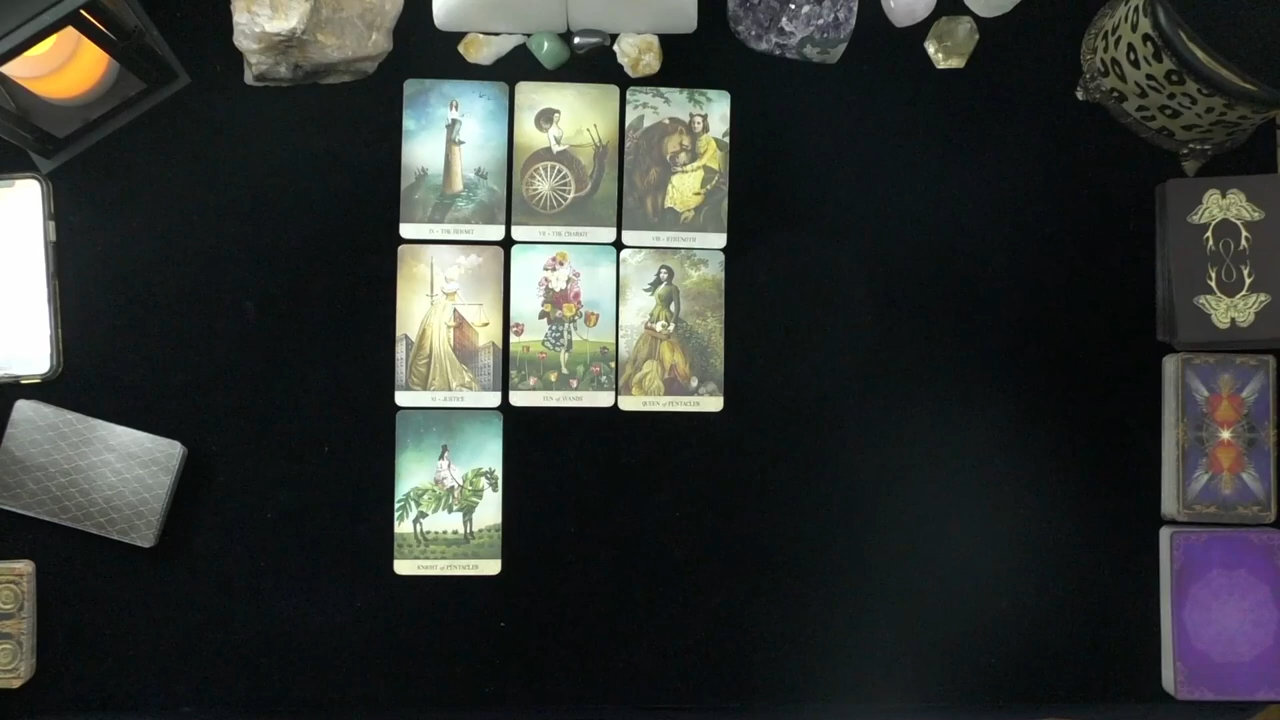 IX - THE HERMIT
VII - THE CHARIOT
VIII - STRENGTH
XI - JUSTICE
TEN of WANDS
QUEEN of PENTACLES
KNIGHT of PENTACLES